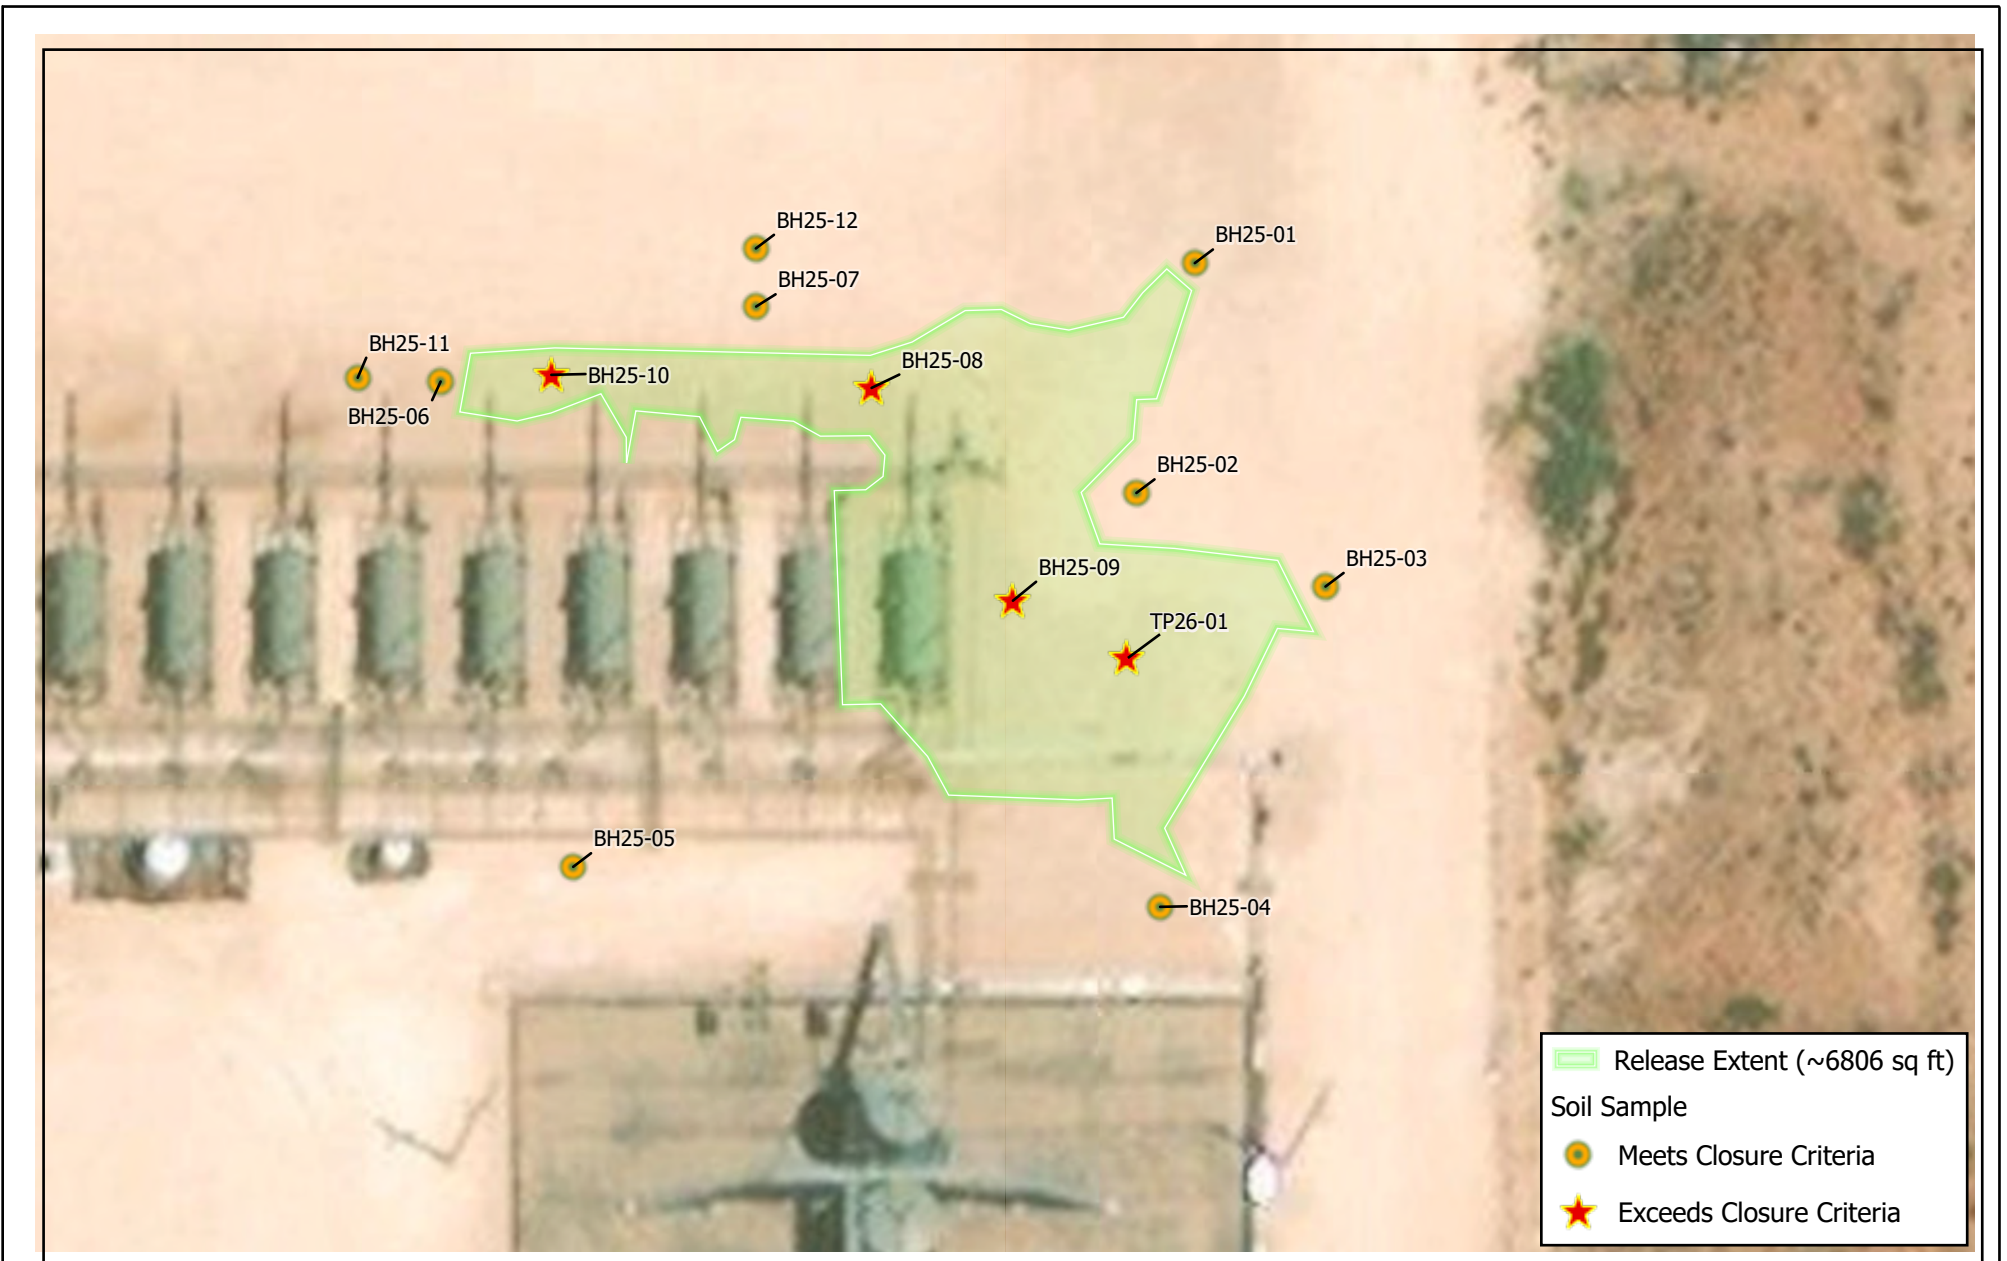 BH25-12
BH25-01
BH25-07
BH25-11
BH25-08
BH25-10
BH25-06
BH25-02
BH25-03
BH25-09
TP26-01
BH25-05
BH25-04
Release Extent (~6806 sq ft)
Soil Sample
Meets Closure Criteria
Exceeds Closure Criteria